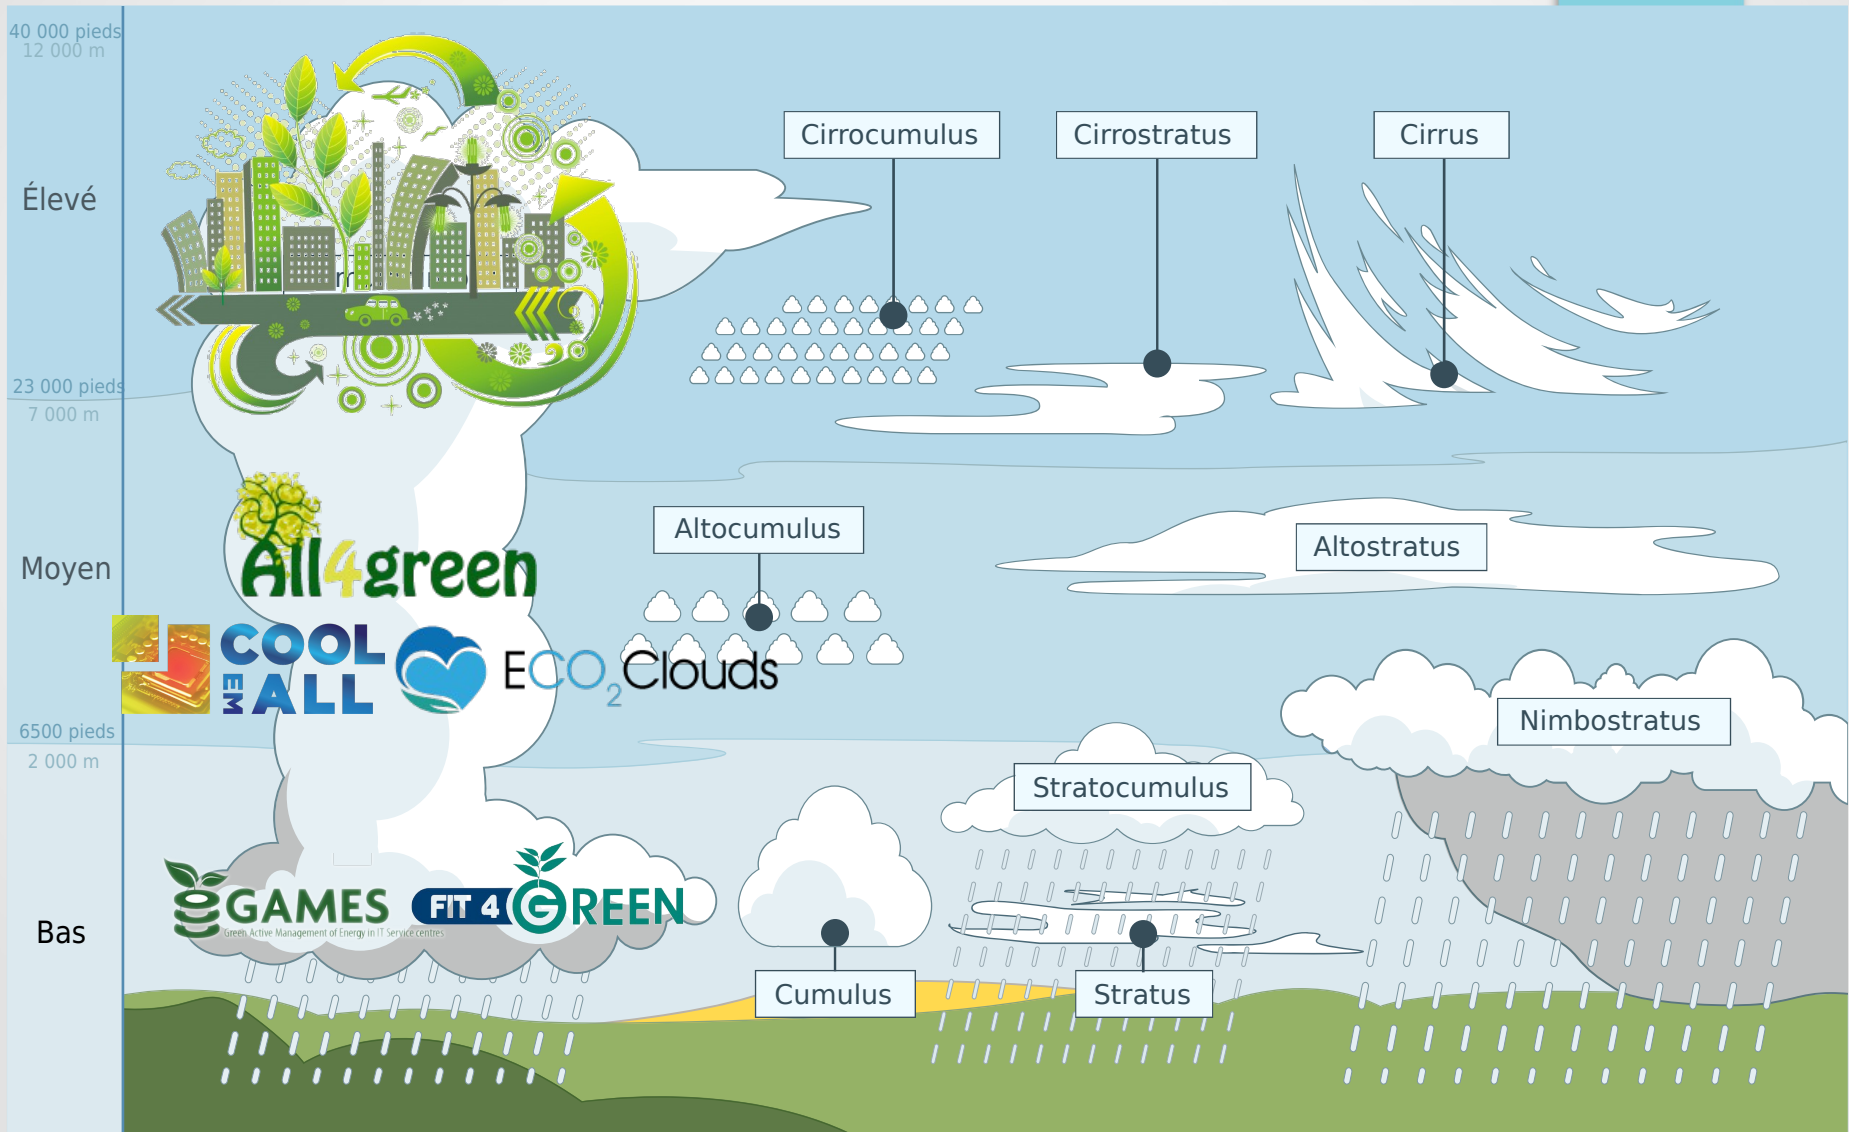 40 000 pieds
12 000 m
Cirrocumulus
Cirrostratus
Cirrus
Élevé
23 000 pieds
7 000 m
Altocumulus
Altostratus
Moyen
All4green
COOL
EM
ALL
ECO2Clouds
6500 pieds
2 000 m
Nimbostratus
Stratocumulus
GAMES
Green Active Management of Energy in IT Service centres
FIT 4 GREEN
Bas
Cumulus
Stratus